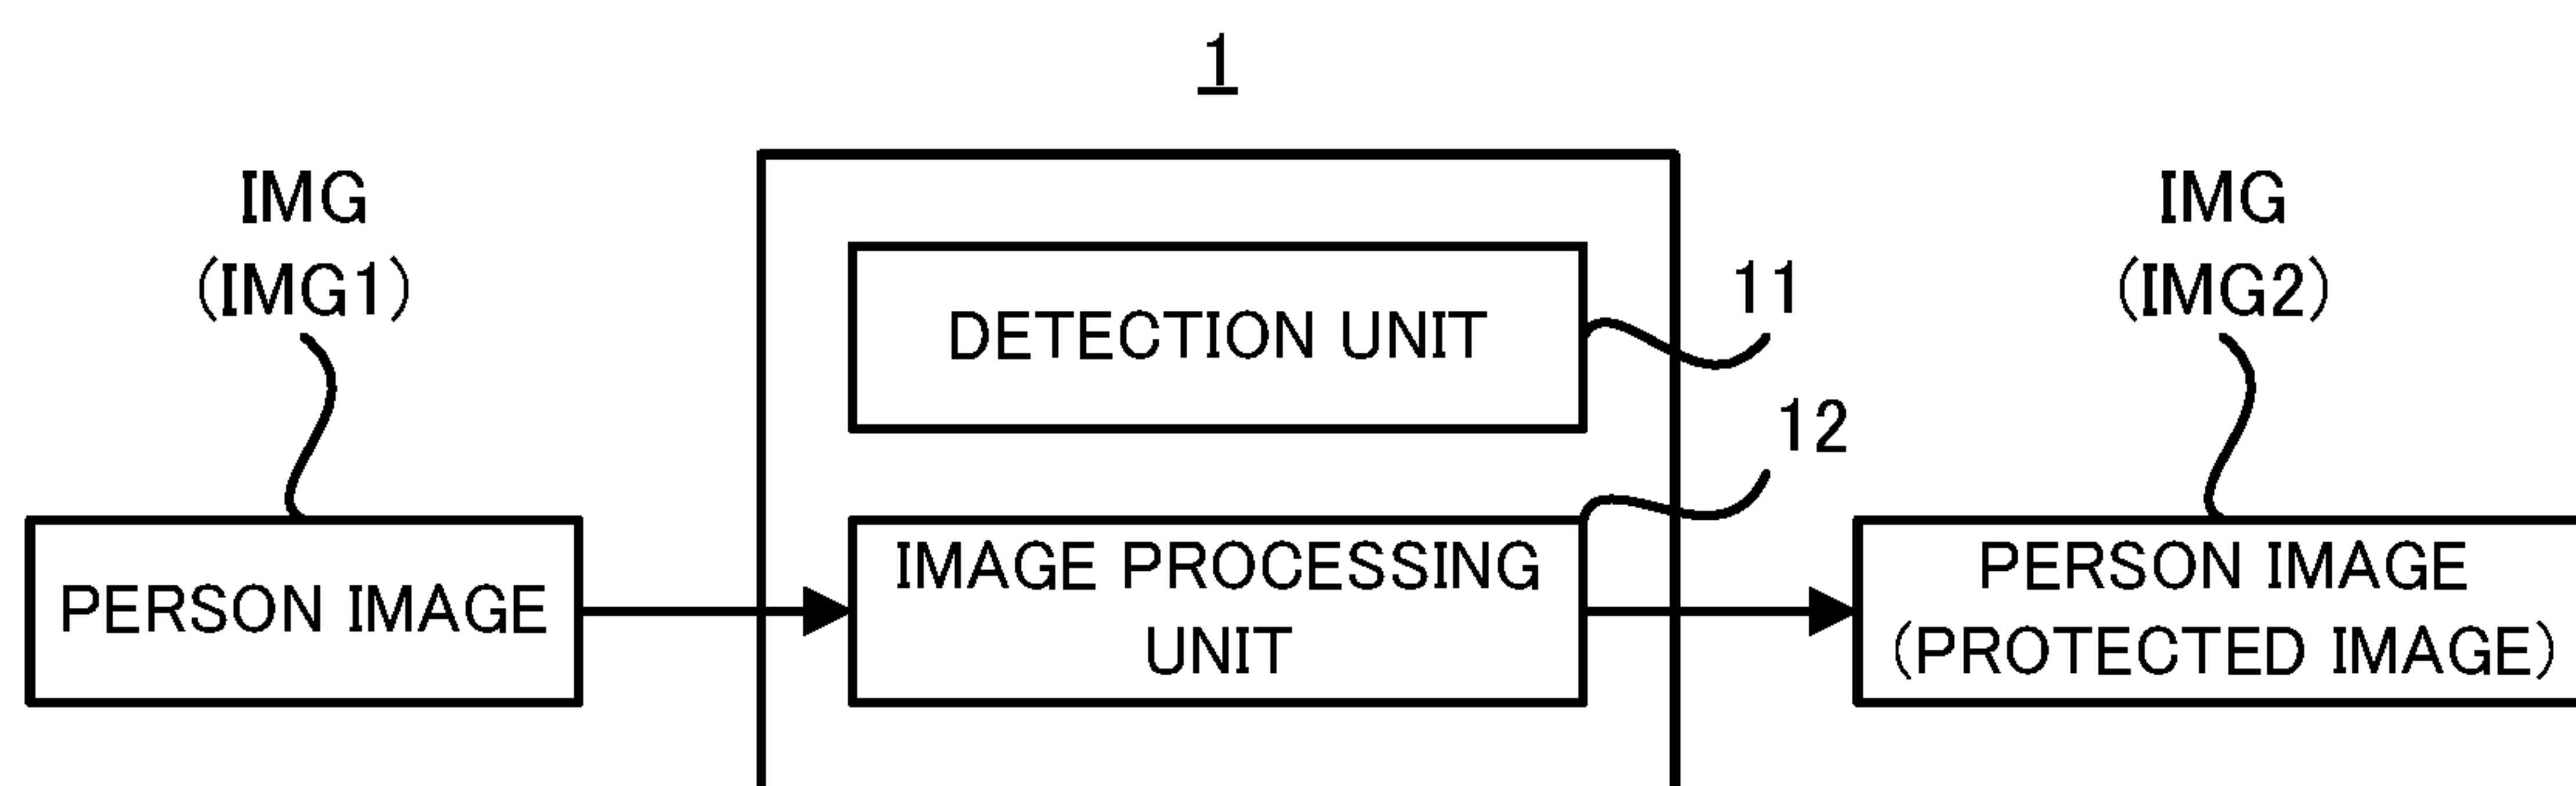 1
IMG
(IMG1)
IMG
(IMG2)
DETECTION UNIT
11
12
PERSON IMAGE
IMAGE PROCESSING
UNIT
PERSON IMAGE
(PROTECTED IMAGE)